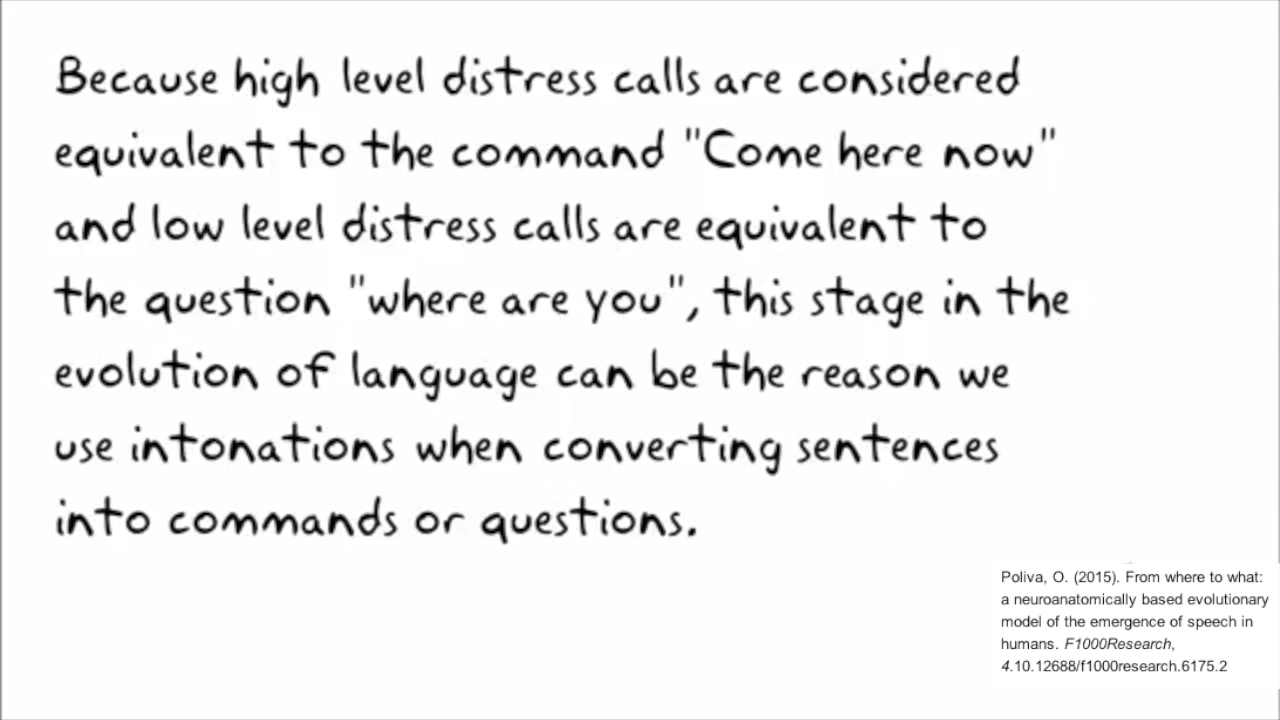 Because high level distress calls are considered
equivalent to the command "Come here now"
and low level distress calls are equivalent to
the question "where are you", this stage in the
evolution of language can be the reason we
use intonations when converting sentences
into commands or questions.
Poliva, O. (2015). From where to what:
a neuroanatomically based evolutionary
model of the emergence of speech in
humans. F1000Research,
4.10.12688/f1000research.6175.2